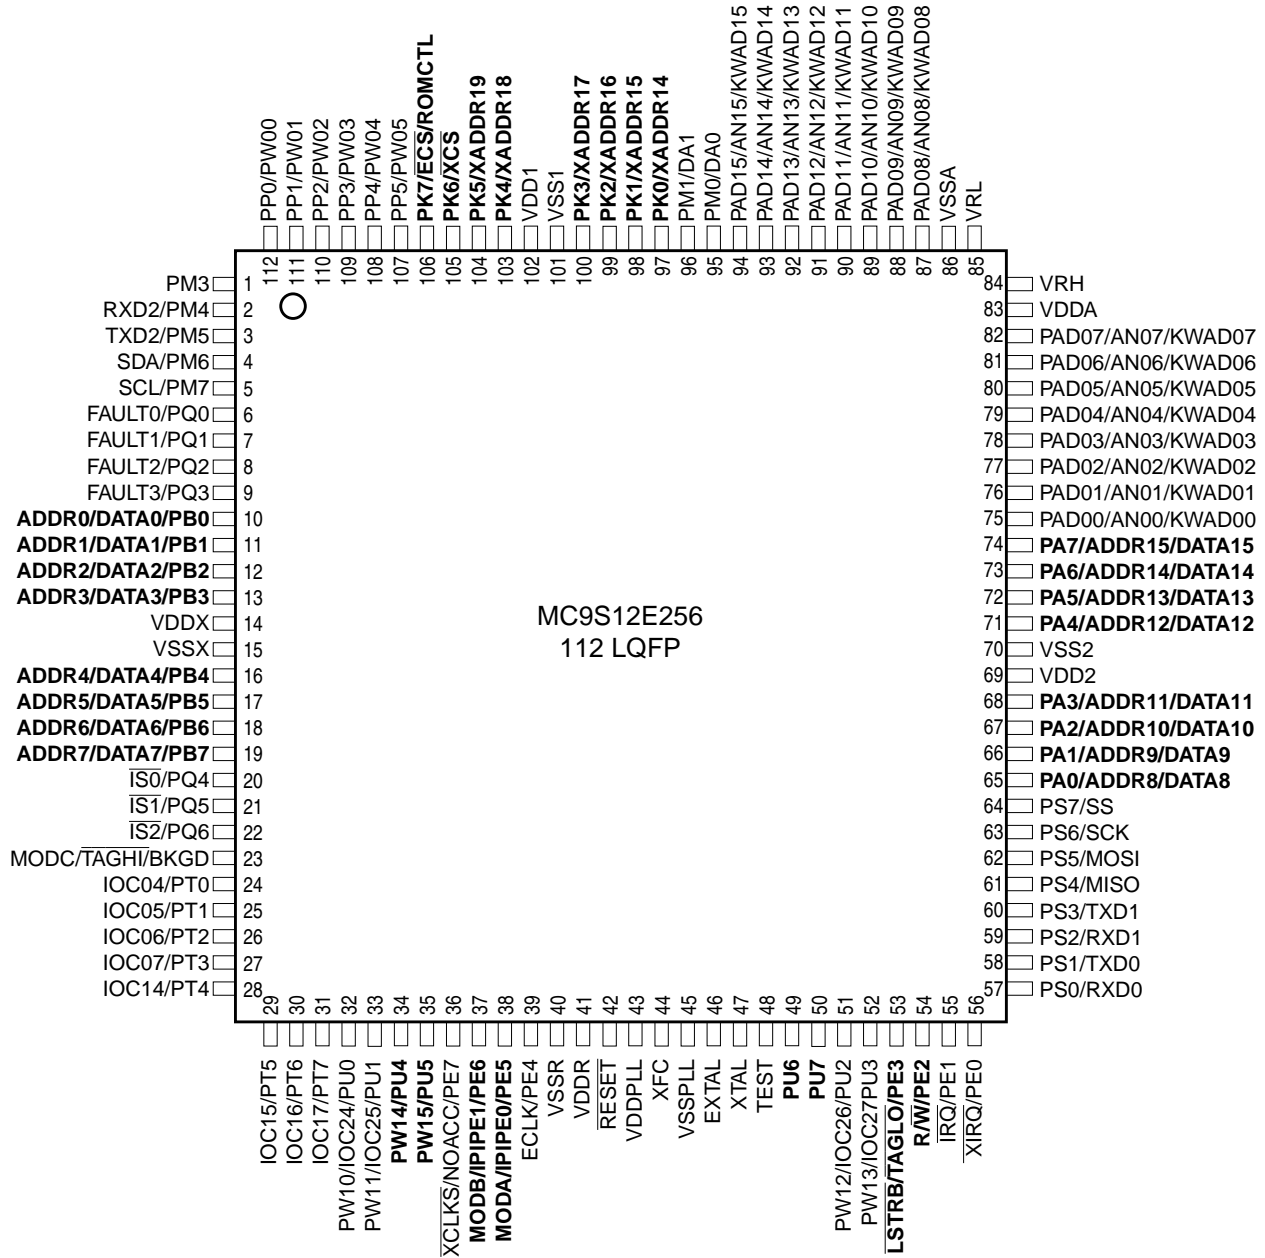 PP0/PW00
PP1/PW01
PP2/PW02
PP3/PW03
PP4/PW04
PP5/PW05
PK7/ECS/ROMCTL
PK6/XCS
PK5/XADDR19
PK4/XADDR18
VDD1
VSS1
PK3/XADDR17
PK2/XADDR16
PK1/XADDR15
PK0/XADDR14
PM1/DA1
PM0/DA0
PAD15/AN15/KWAD15
PAD14/AN14/KWAD14
PAD13/AN13/KWAD13
PAD12/AN12/KWAD12
PAD11/AN11/KWAD11
PAD10/AN10/KWAD10
PAD09/AN09/KWAD09
PAD08/AN08/KWAD08
VSSA
VRL
112
111
110
109
108
107
106
105
104
103
102
101
100
99
98
97
96
95
94
93
92
91
90
89
88
87
86
85
PM3 1
RXD2/PM4 2
TXD2/PM5 3
SDA/PM6 4
SCL/PM7 5
FAULT0/PQ0 6
FAULT1/PQ1 7
FAULT2/PQ2 8
FAULT3/PQ3 9
ADDR0/DATA0/PB0 10
ADDR1/DATA1/PB1 11
ADDR2/DATA2/PB2 12
ADDR3/DATA3/PB3 13
VDDX 14
VSSX 15
ADDR4/DATA4/PB4 16
ADDR5/DATA5/PB5 17
ADDR6/DATA6/PB6 18
ADDR7/DATA7/PB7 19
IS0/PQ4 20
IS1/PQ5 21
IS2/PQ6 22
MODC/TAGHI/BKGD 23
IOC04/PT0 24
IOC05/PT1 25
IOC06/PT2 26
IOC07/PT3 27
IOC14/PT4 28
MC9S12E256
112 LQFP
84 VRH
83 VDDA
82 PAD07/AN07/KWAD07
81 PAD06/AN06/KWAD06
80 PAD05/AN05/KWAD05
79 PAD04/AN04/KWAD04
78 PAD03/AN03/KWAD03
77 PAD02/AN02/KWAD02
76 PAD01/AN01/KWAD01
75 PAD00/AN00/KWAD00
74 PA7/ADDR15/DATA15
73 PA6/ADDR14/DATA14
72 PA5/ADDR13/DATA13
71 PA4/ADDR12/DATA12
70 VSS2
69 VDD2
68 PA3/ADDR11/DATA11
67 PA2/ADDR10/DATA10
66 PA1/ADDR9/DATA9
65 PA0/ADDR8/DATA8
64 PS7/SS
63 PS6/SCK
62 PS5/MOSI
61 PS4/MISO
60 PS3/TXD1
59 PS2/RXD1
58 PS1/TXD0
57 PS0/RXD0
29
30
31
32
33
34
35
36
37
38
39
40
41
42
43
44
45
46
47
48
49
50
51
52
53
54
55
56
IOC15/PT5
IOC16/PT6
IOC17/PT7
PW10/IOC24/PU0
PW11/IOC25/PU1
PW14/PU4
PW15/PU5
XCLKS/NOACC/PE7
MODB/IPIPE1/PE6
MODA/IPIPE0/PE5
ECLK/PE4
VSSR
VDDR
RESET
VDDPLL
XFC
VSSPLL
EXTAL
XTAL
TEST
PU6
PU7
PW12/IOC26/PU2
PW13/IOC27PU3
LSTRB/TAGLO/PE3
R/W/PE2
IRQ/PE1
XIRQ/PE0